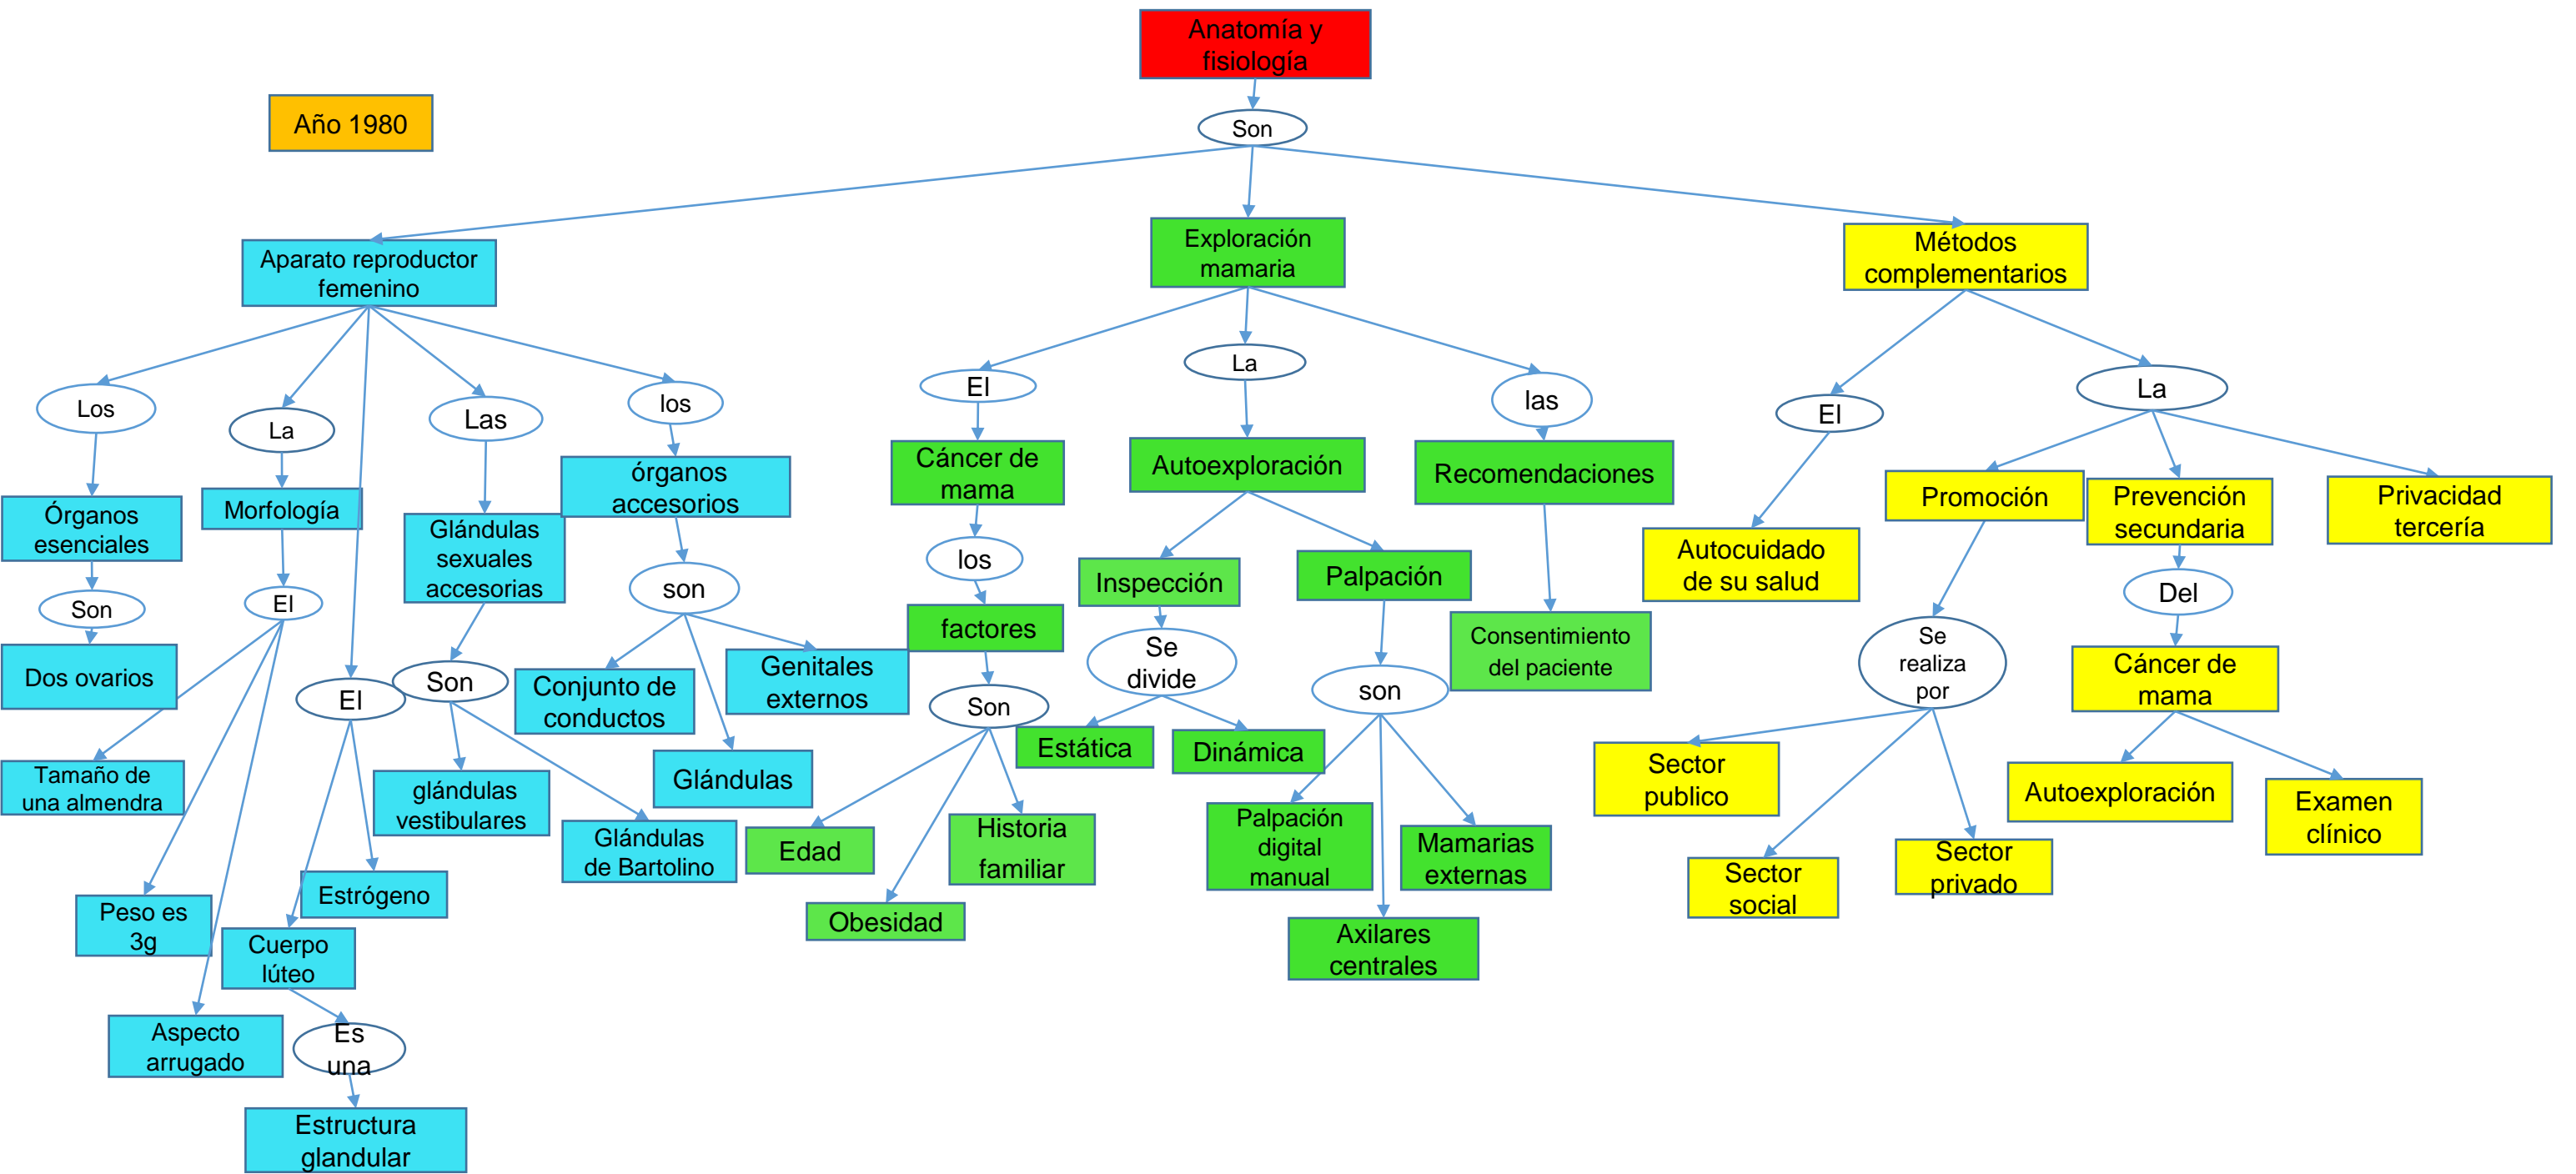 Anatomía y
fisiología
Año 1980
Son
Aparato reproductor
femenino
Exploración
mamaria
Métodos
complementarios
Los
La
Las
los
El
La
las
El
La
Órganos
esenciales
Morfología
Glándulas
sexuales
accesorias
órganos
accesorios
Cáncer de
mama
Autoexploración
Recomendaciones
Promoción
Prevención
secundaria
Privacidad
tercería
Autocuidado
de su salud
Son
El
son
los
Inspección
Palpación
Del
Dos ovarios
El
Son
Conjunto de
conductos
Genitales
externos
factores
Se
divide
son
Consentimiento
del paciente
Se
realiza
por
Cáncer de
mama
Son
Estática
Dinámica
Tamaño de
una almendra
glándulas
vestibulares
Glándulas
Sector
publico
Autoexploración
Examen
clínico
Glándulas
de Bartolino
Edad
Historia
familiar
Palpación
digital
manual
Mamarias
externas
Sector
social
Sector
privado
Peso es
3g
Estrógeno
Obesidad
Cuerpo
lúteo
Axilares
centrales
Aspecto
arrugado
Es
una
Estructura
glandular